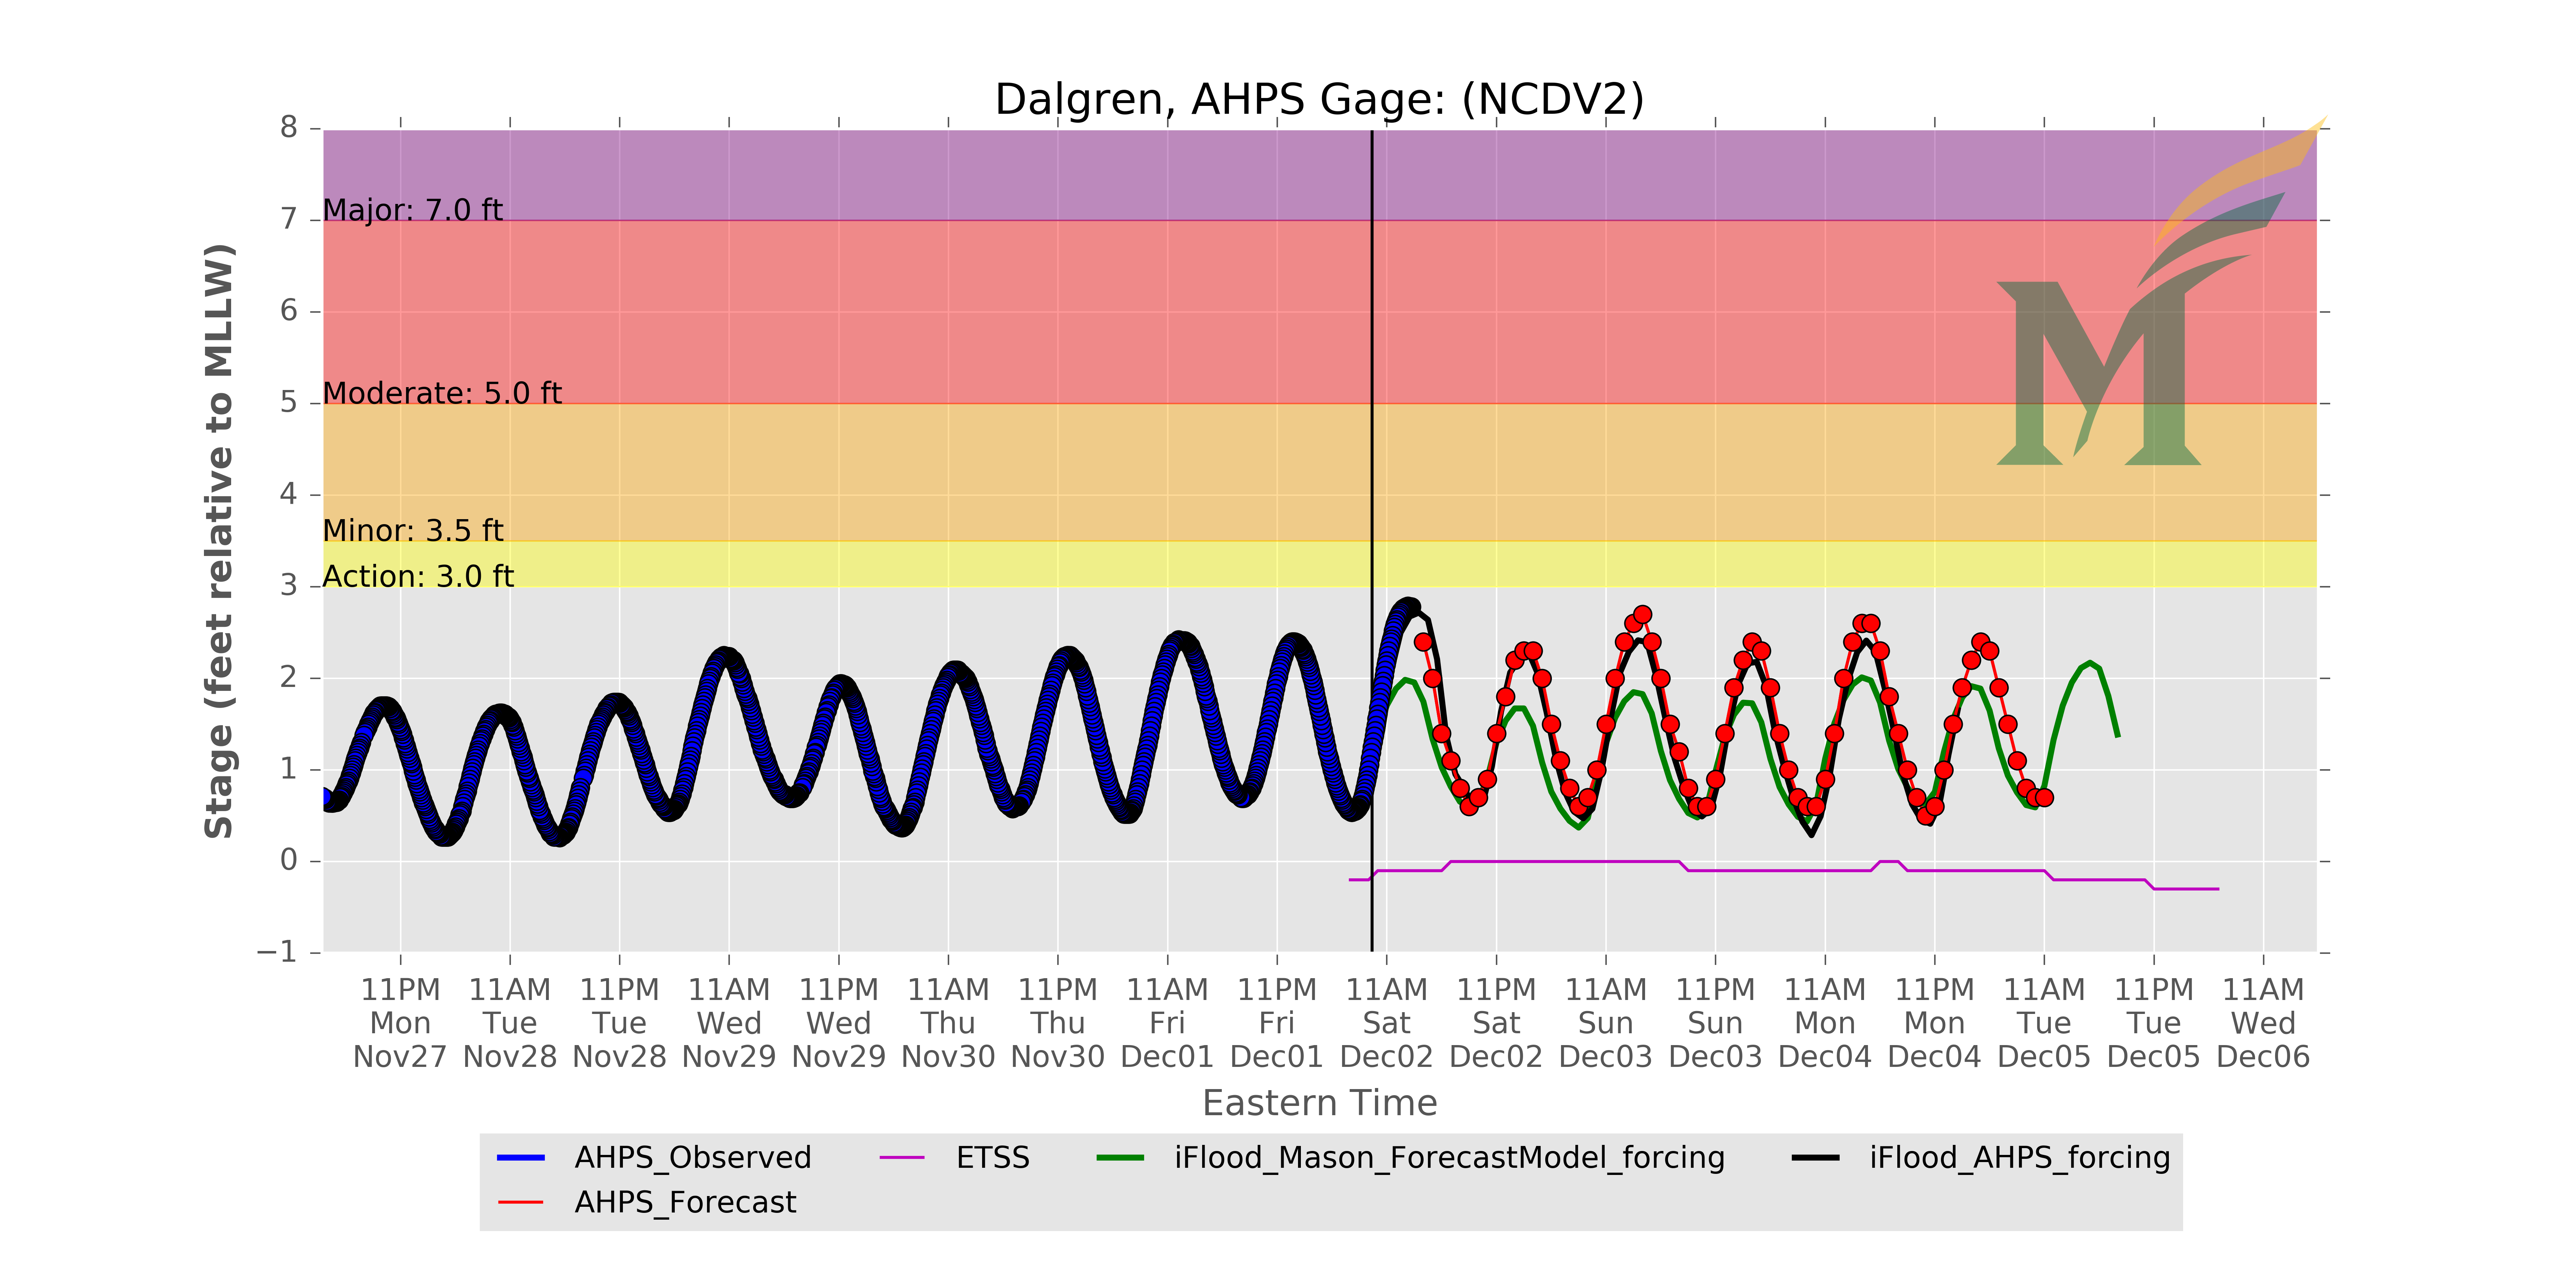 Dalgren, AHPS Gage: (NCDV2)
8
Major: 7.0 ft
7
6
Moderate: 5.0 ft
5
4
Minor: 3.5 ft
Action: 3.0 ft
3
2
1
0
−1
Stage (feet relative to MLLW)
11PM 11AM 11PM 11AM 11PM 11AM 11PM 11AM 11PM 11AM 11PM 11AM 11PM 11AM 11PM 11AM 11PM 11AM
Mon Tue Tue Wed Wed Thu Thu Fri Fri Sat Sat Sun Sun Mon Mon Tue Tue Wed
Nov27 Nov28 Nov28 Nov29 Nov29 Nov30 Nov30 Dec01 Dec01 Dec02 Dec02 Dec03 Dec03 Dec04 Dec04 Dec05 Dec05 Dec06
Eastern Time
AHPS_Observed ETSS iFlood_Mason_ForecastModel_forcing iFlood_AHPS_forcing
AHPS_Forecast
M